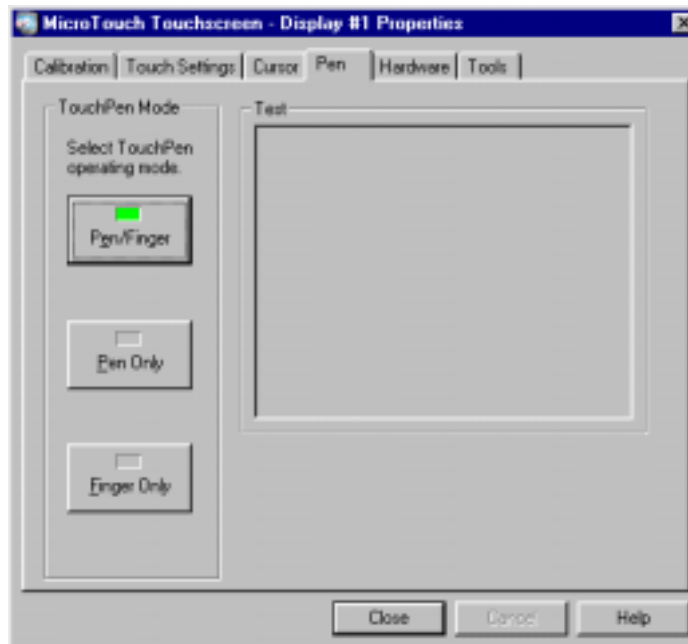 MicroTouch Touchscreen - Display #1 Properties
Calibration Touch Settings Cursor Pen Hardware Tools
TouchPen Mode
Select TouchPen
operating mode.
Pen/Finger
Pen Only
Finger Only
Test
Close Cancel Help